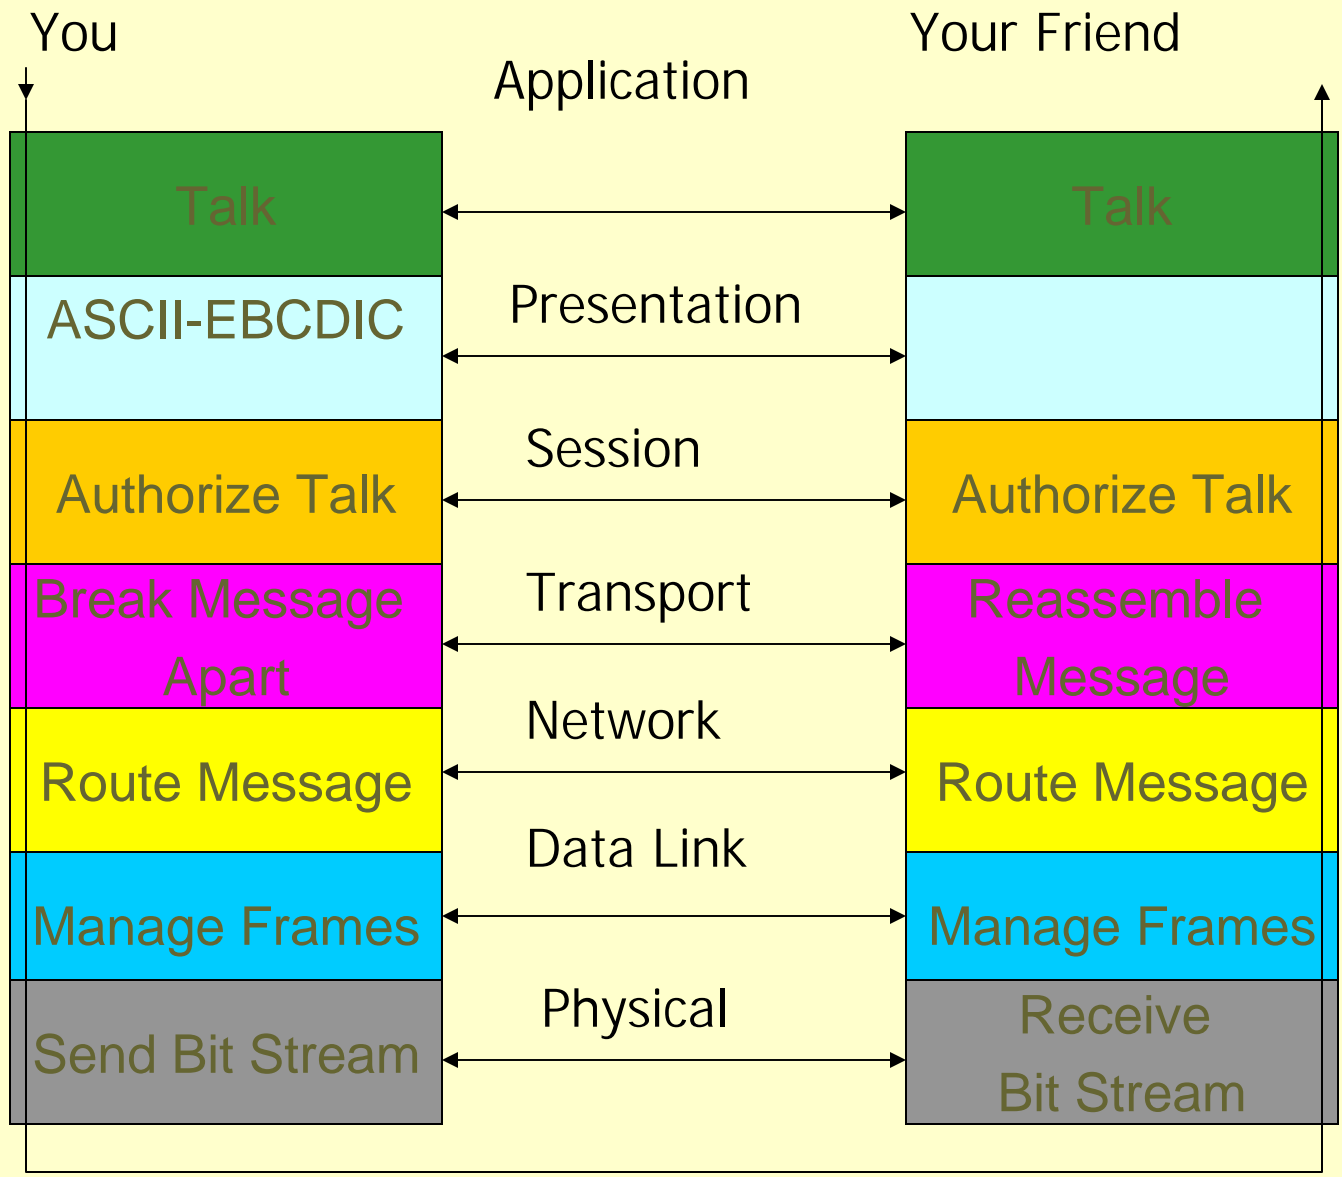 You
Your Friend
Application
Talk
Talk
Presentation
ASCII-EBCDIC
Session
Authorize Talk
Authorize Talk
Transport
Break Message
Apart
Reassemble
Message
Network
Route Message
Route Message
Data Link
Manage Frames
Manage Frames
Physical
Send Bit Stream
Receive
Bit Stream